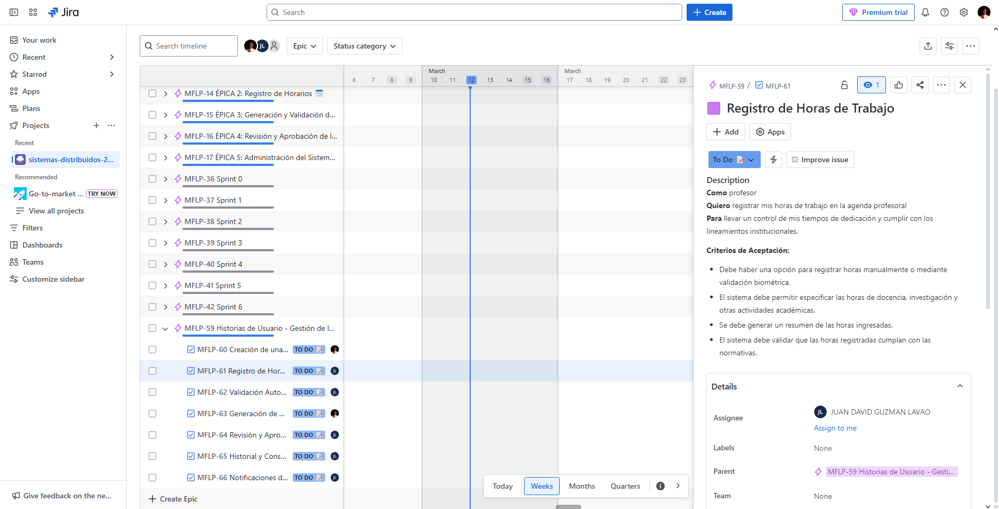 Jira
Search
Create
Premium trial
Your work
Recent
Starred
Apps
Plans
Projects
Recent
sistemas-distribuidos-2...
Recommended
Go-to-market ... TRY NOW
View all projects
Filters
Dashboards
Teams
Customize sidebar
Give feedback on the ne...
Search timeline
JL
Epic
Status category
March
March
6 7 8 9 10 11 12 13 14 15 16 17 18 19 20 21 22 23
MFLP-14 ÉPICA 2: Registro de Horarios
MFLP-15 ÉPICA 3: Generación y Validación d...
MFLP-16 ÉPICA 4: Revisión y Aprobación de I...
MFLP-17 ÉPICA 5: Administración del Sistem...
MFLP-36 Sprint 0
MFLP-37 Sprint 1
MFLP-38 Sprint 2
MFLP-39 Sprint 3
MFLP-40 Sprint 4
MFLP-41 Sprint 5
MFLP-42 Sprint 6
MFLP-59 Historias de Usuario - Gestión de I...
MFLP-60 Creación de una... TO DO
MFLP-61 Registro de Hor... TO DO JL
MFLP-62 Validación Auto... TO DO JL
MFLP-63 Generación de ... TO DO
MFLP-64 Revisión y Apro... TO DO JL
MFLP-65 Historial y Cons... TO DO JL
MFLP-66 Notificaciones d... TO DO JL
Create Epic
Today
Weeks
Months
Quarters
MFLP-59 / MFLP-61
1
Registro de Horas de Trabajo
Add
Apps
To Do
Improve issue
Description
Como profesor
Quiero registrar mis horas de trabajo en la agenda profesoral
Para llevar un control de mis tiempos de dedicación y cumplir con los
lineamientos institucionales.
Criterios de Aceptación:
Debe haber una opción para registrar horas manualmente o mediante
validación biométrica.
El sistema debe permitir especificar las horas de docencia, investigación y
otras actividades académicas.
Se debe generar un resumen de las horas ingresadas.
El sistema debe validar que las horas registradas cumplan con las
normativas.
Details
Assignee
JL JUAN DAVID GUZMAN LAVAO
Assign to me
Labels
None
Parent
MFLP-59 Historias de Usuario - Gesti...
Team
None